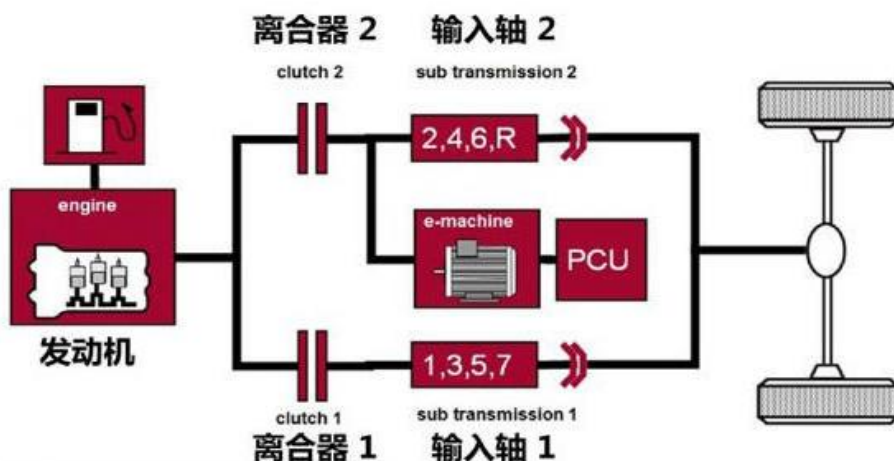 离合器 2
输入轴 2
clutch 2
sub transmission 2
2,4,6,R
engine
e-machine
PCU
发动机
1,3,5,7
clutch 1
sub transmission 1
离合器 1
输入轴 1